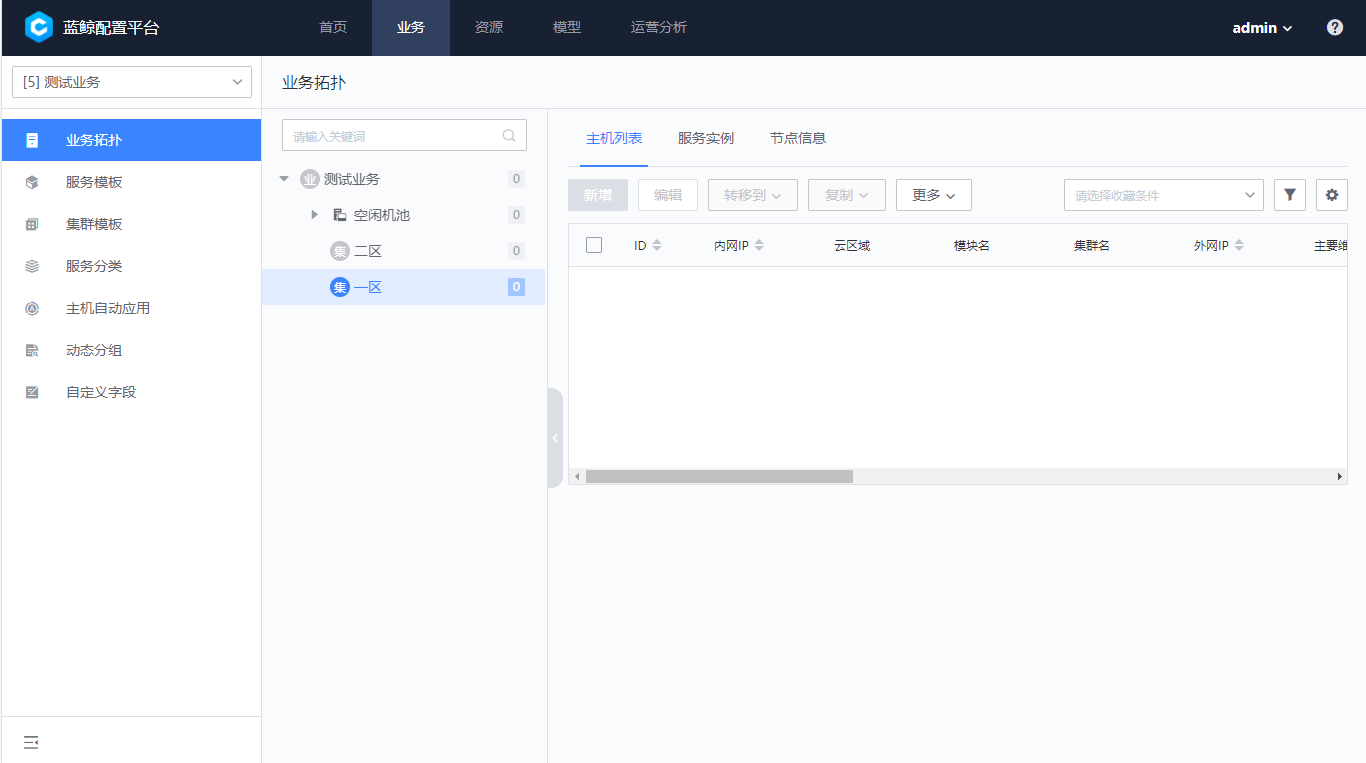 蓝鲸配置平台 首页 业务 资源 模型 运营分析 admin
[5] 测试业务
业务拓扑
业务拓扑
服务模板
集群模板
服务分类
主机自动应用
动态分组
自定义字段
请输入关键词
业 测试业务 0
空闲机池 0
集 二区 0
集 一区 0
主机列表 服务实例 节点信息
新增 编辑 转移到 复制 更多 请选择收藏条件
ID 内网IP 云区域 模块名 集群名 外网IP 主要维